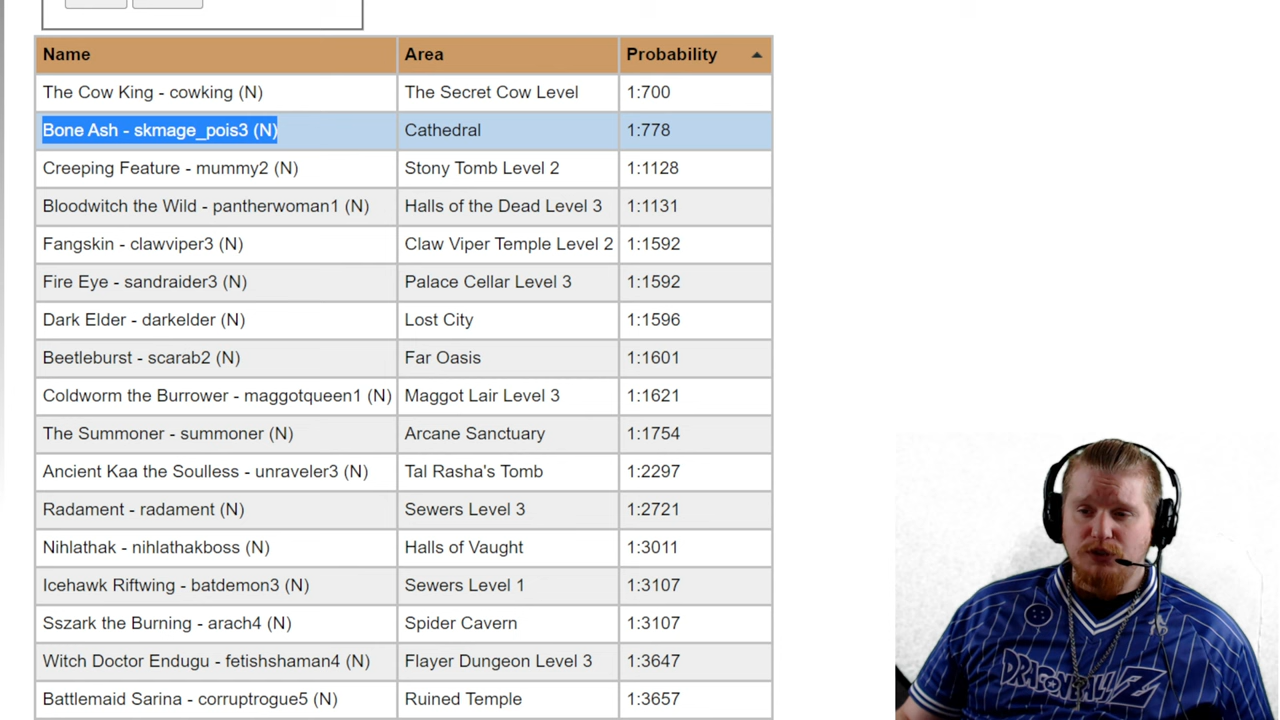 Name Area Probability
The Cow King - cowking (N) The Secret Cow Level 1:700
Bone Ash - skmage_pois3 (N) Cathedral 1:778
Creeping Feature - mummy2 (N) Stony Tomb Level 2 1:1128
Bloodwitch the Wild - pantherwoman1 (N) Halls of the Dead Level 3 1:1131
Fangskin - clawviper3 (N) Claw Viper Temple Level 2 1:1592
Fire Eye - sandraider3 (N) Palace Cellar Level 3 1:1592
Dark Elder - darkelder (N) Lost City 1:1596
Beetleburst - scarab2 (N) Far Oasis 1:1601
Coldworm the Burrower - maggotqueen1 (N) Maggot Lair Level 3 1:1621
The Summoner - summoner (N) Arcane Sanctuary 1:1754
Ancient Kaa the Soulless - unraveler3 (N) Tal Rasha's Tomb 1:2297
Radament - radament (N) Sewers Level 3 1:2721
Nihlathak - nihlathakboss (N) Halls of Vaught 1:3011
Icehawk Riftwing - batdemon3 (N) Sewers Level 1 1:3107
Sszark the Burning - arach4 (N) Spider Cavern 1:3107
Witch Doctor Endugu - fetishshaman4 (N) Flayer Dungeon Level 3 1:3647
Battlemaid Sarina - corruptrogue5 (N) Ruined Temple 1:3657
DRAGONBALL Z